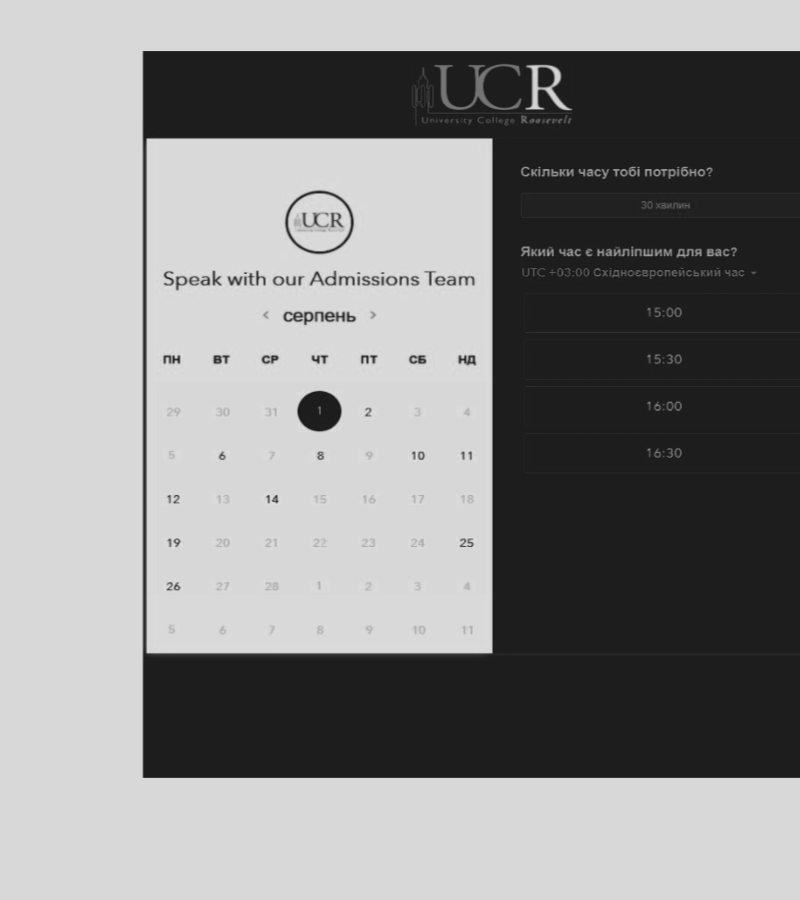 UCR
University College Roosevelt
UCR
Speak with our Admissions Team
< серпень >
ПН ВТ СР ЧТ ПТ СБ НД
29 30 31 1 2 3 4
5 6 7 8 9 10 11
12 13 14 15 16 17 18
19 20 21 22 23 24 25
26 27 28 1 2 3 4
5 6 7 8 9 10 11
Скільки часу тобі потрібно?
30 хвилин
Який час є найліпшим для вас?
UTC +03:00 Східноєвропейський час
15:00
15:30
16:00
16:30